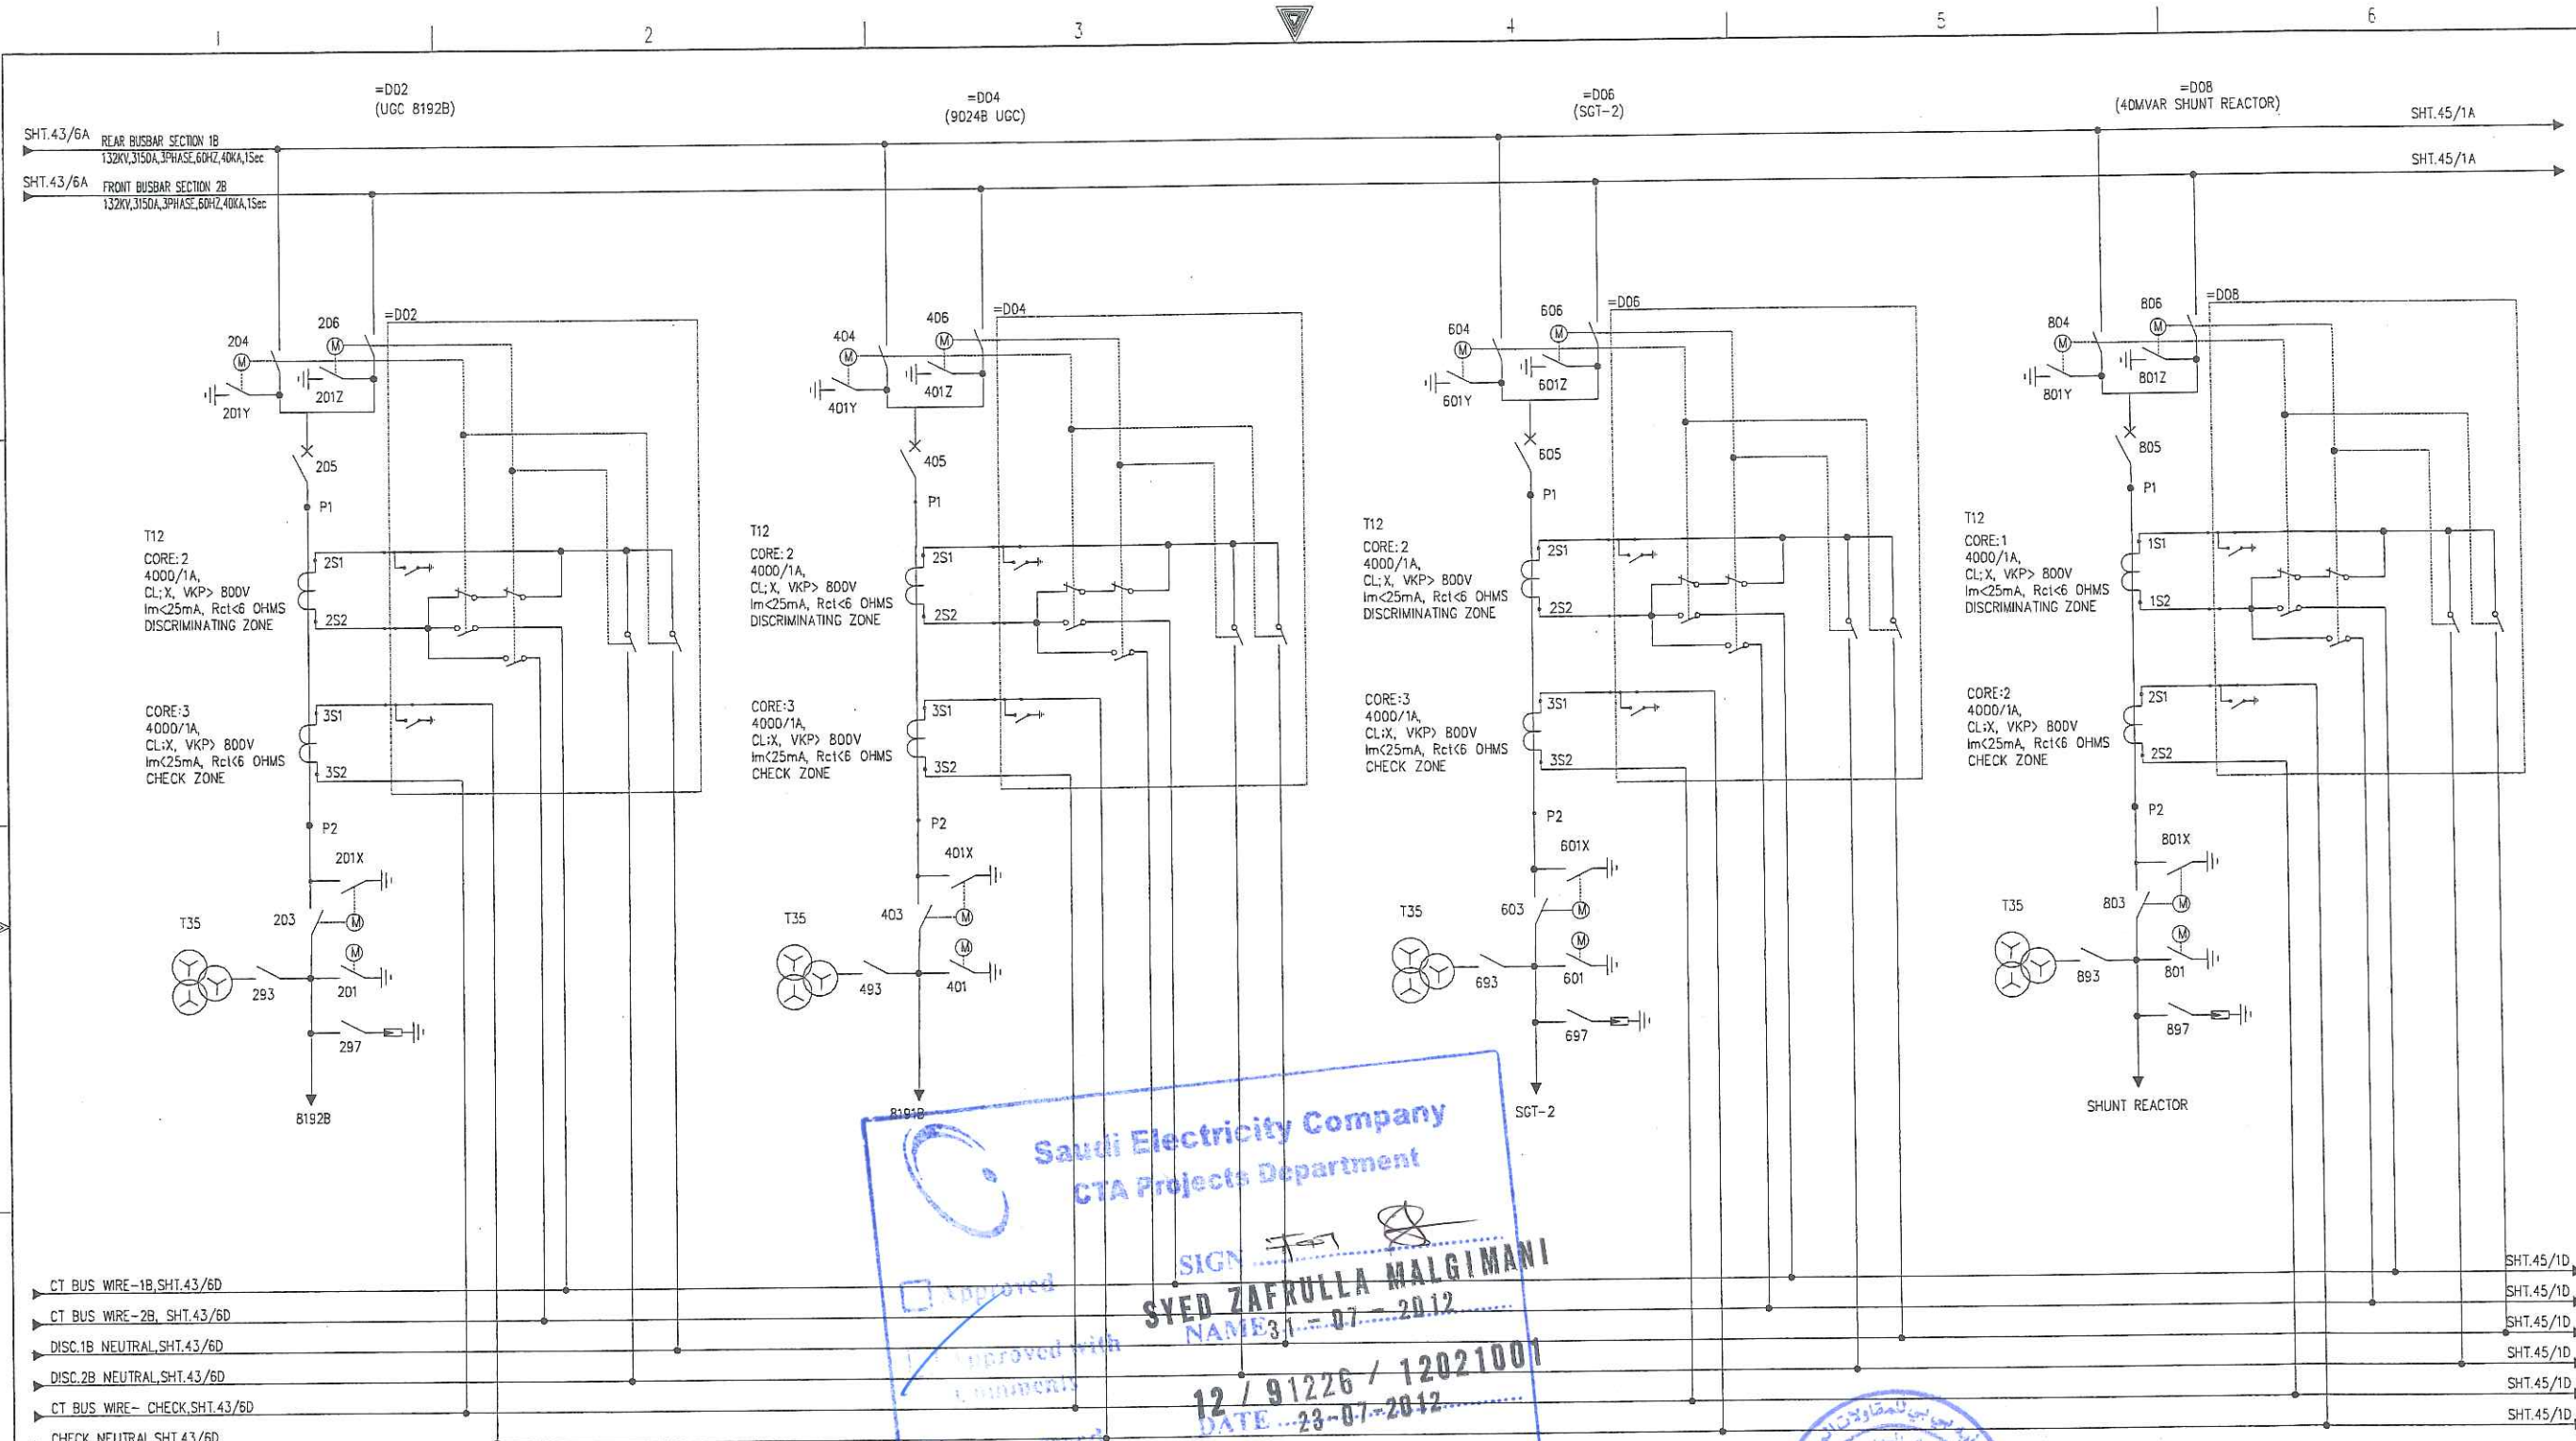 1 2 3 4 5 6
=D02
(UGC 8192B)
=D04
(9024B UGC)
=D06
(SGT-2)
=D08
(40MVAR SHUNT REACTOR)
SHT.43/6A REAR BUSBAR SECTION 1B
132KV,3150A,3PHASE,60HZ,40KA,1Sec
SHT.45/1A
SHT.43/6A FRONT BUSBAR SECTION 2B
132KV,3150A,3PHASE,60HZ,40KA,1Sec
SHT.45/1A
204
M
206
M
=D02
201Y
201Z
205
P1
T12
CORE:2
4000/1A,
CL;X, VKP> 800V
Im<25mA, Rct<6 OHMS
DISCRIMINATING ZONE
2S1
2S2
CORE:3
4000/1A,
CL:X, VKP> 800V
Im<25mA, Rct<6 OHMS
CHECK ZONE
3S1
3S2
P2
201X
T35
203
M
M
293
201
297
8192B
404
M
406
M
=D04
401Y
401Z
405
P1
T12
CORE:2
4000/1A,
CL;X, VKP> 800V
Im<25mA, Rct<6 OHMS
DISCRIMINATING ZONE
2S1
2S2
CORE:3
4000/1A,
CL:X, VKP> 800V
Im<25mA, Rct<6 OHMS
CHECK ZONE
3S1
3S2
P2
401X
T35
403
M
M
493
401
8191B
604
M
606
M
=D06
601Y
601Z
605
P1
T12
CORE:2
4000/1A,
CL;X, VKP> 800V
Im<25mA, Rct<6 OHMS
DISCRIMINATING ZONE
2S1
2S2
CORE:3
4000/1A,
CL:X, VKP> 800V
Im<25mA, Rct<6 OHMS
CHECK ZONE
3S1
3S2
P2
601X
T35
603
M
M
693
601
697
SGT-2
804
M
806
M
=D08
801Y
801Z
805
P1
T12
CORE:1
4000/1A,
CL;X, VKP> 800V
Im<25mA, Rct<6 OHMS
DISCRIMINATING ZONE
1S1
1S2
CORE:2
4000/1A,
CL:X, VKP> 800V
Im<25mA, Rct<6 OHMS
CHECK ZONE
2S1
2S2
P2
801X
T35
803
M
M
893
801
897
SHUNT REACTOR
Saudi Electricity Company
CTA Projects Department
SIGN
Approved
SYED ZAFRULLA MALGIMANI
NAME 31-07-2012
Approved with
Comments
12 / 91226 / 12021001
DATE 23-07-2012
CT BUS WIRE-1B,SHT.43/6D
SHT.45/1D
CT BUS WIRE-2B, SHT.43/6D
SHT.45/1D
DISC.1B NEUTRAL,SHT.43/6D
SHT.45/1D
DISC.2B NEUTRAL,SHT.43/6D
SHT.45/1D
CT BUS WIRE- CHECK,SHT.43/6D
SHT.45/1D
CHECK NEUTRAL SHT.43/6D
SHT.45/1D